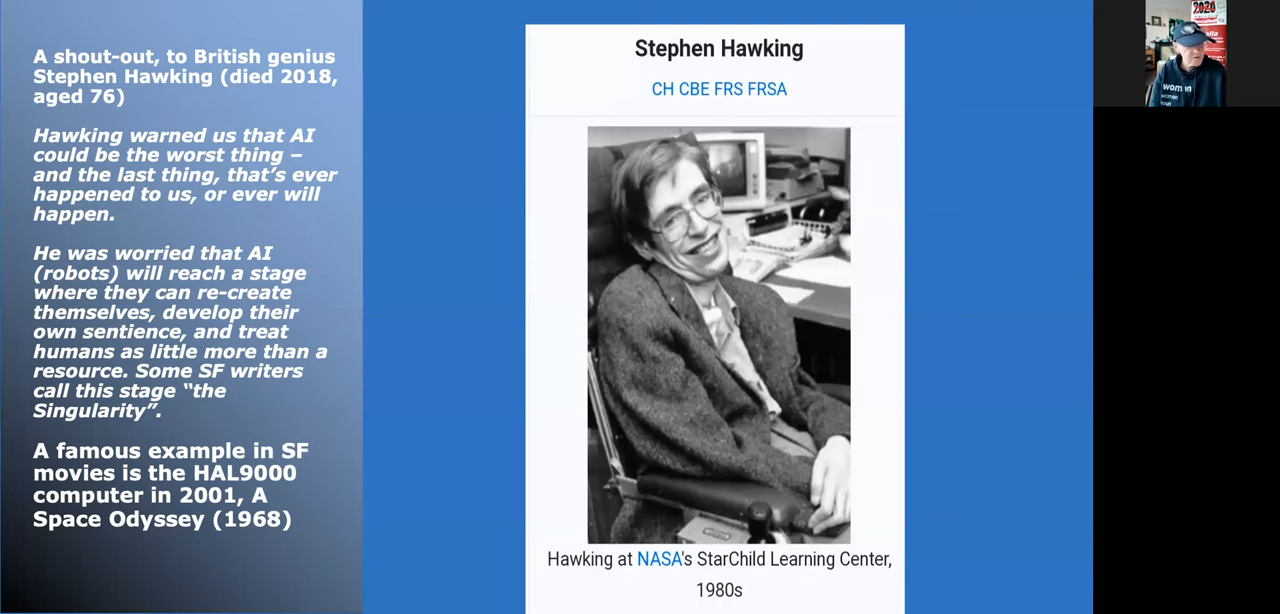 A shout-out, to British genius
Stephen Hawking (died 2018,
aged 76)
Hawking warned us that AI
could be the worst thing –
and the last thing, that’s ever
happened to us, or ever will
happen.
He was worried that AI
(robots) will reach a stage
where they can re-create
themselves, develop their
own sentience, and treat
humans as little more than a
resource. Some SF writers
call this stage “the
Singularity”.
A famous example in SF
movies is the HAL9000
computer in 2001, A
Space Odyssey (1968)
Stephen Hawking
CH CBE FRS FRSA
Hawking at NASA's StarChild Learning Center,
1980s
2020
woman